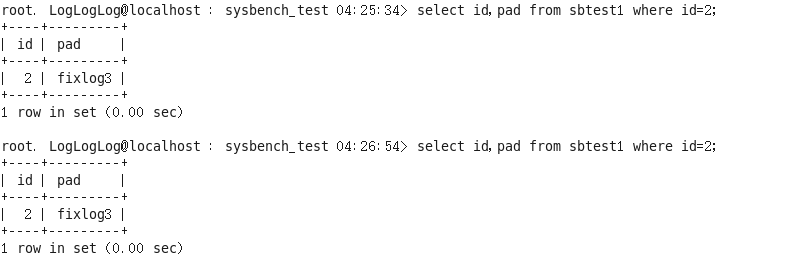 root. LogLogLog@localhost : sysbench_test 04:25:34> select id,pad from sbtest1 where id=2;
+----+---------+
| id | pad     |
+----+---------+
|  2 | fixlog3 |
+----+---------+
1 row in set (0.00 sec)

root. LogLogLog@localhost : sysbench_test 04:26:54> select id,pad from sbtest1 where id=2;
+----+---------+
| id | pad     |
+----+---------+
|  2 | fixlog3 |
+----+---------+
1 row in set (0.00 sec)